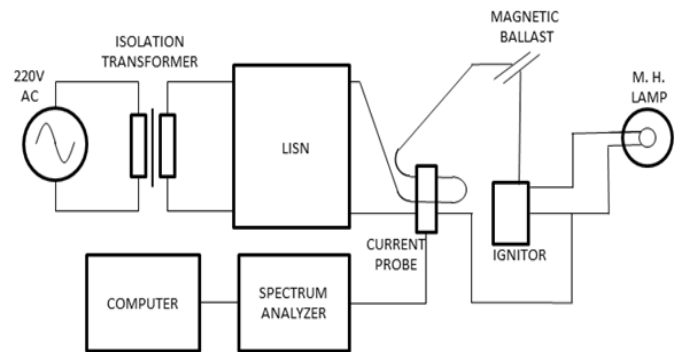 MAGNETIC
BALLAST
ISOLATION
TRANSFORMER
220V
AC
M. H.
LAMP
LISN
CURRENT
PROBE
IGNITOR
COMPUTER
SPECTRUM
ANALYZER